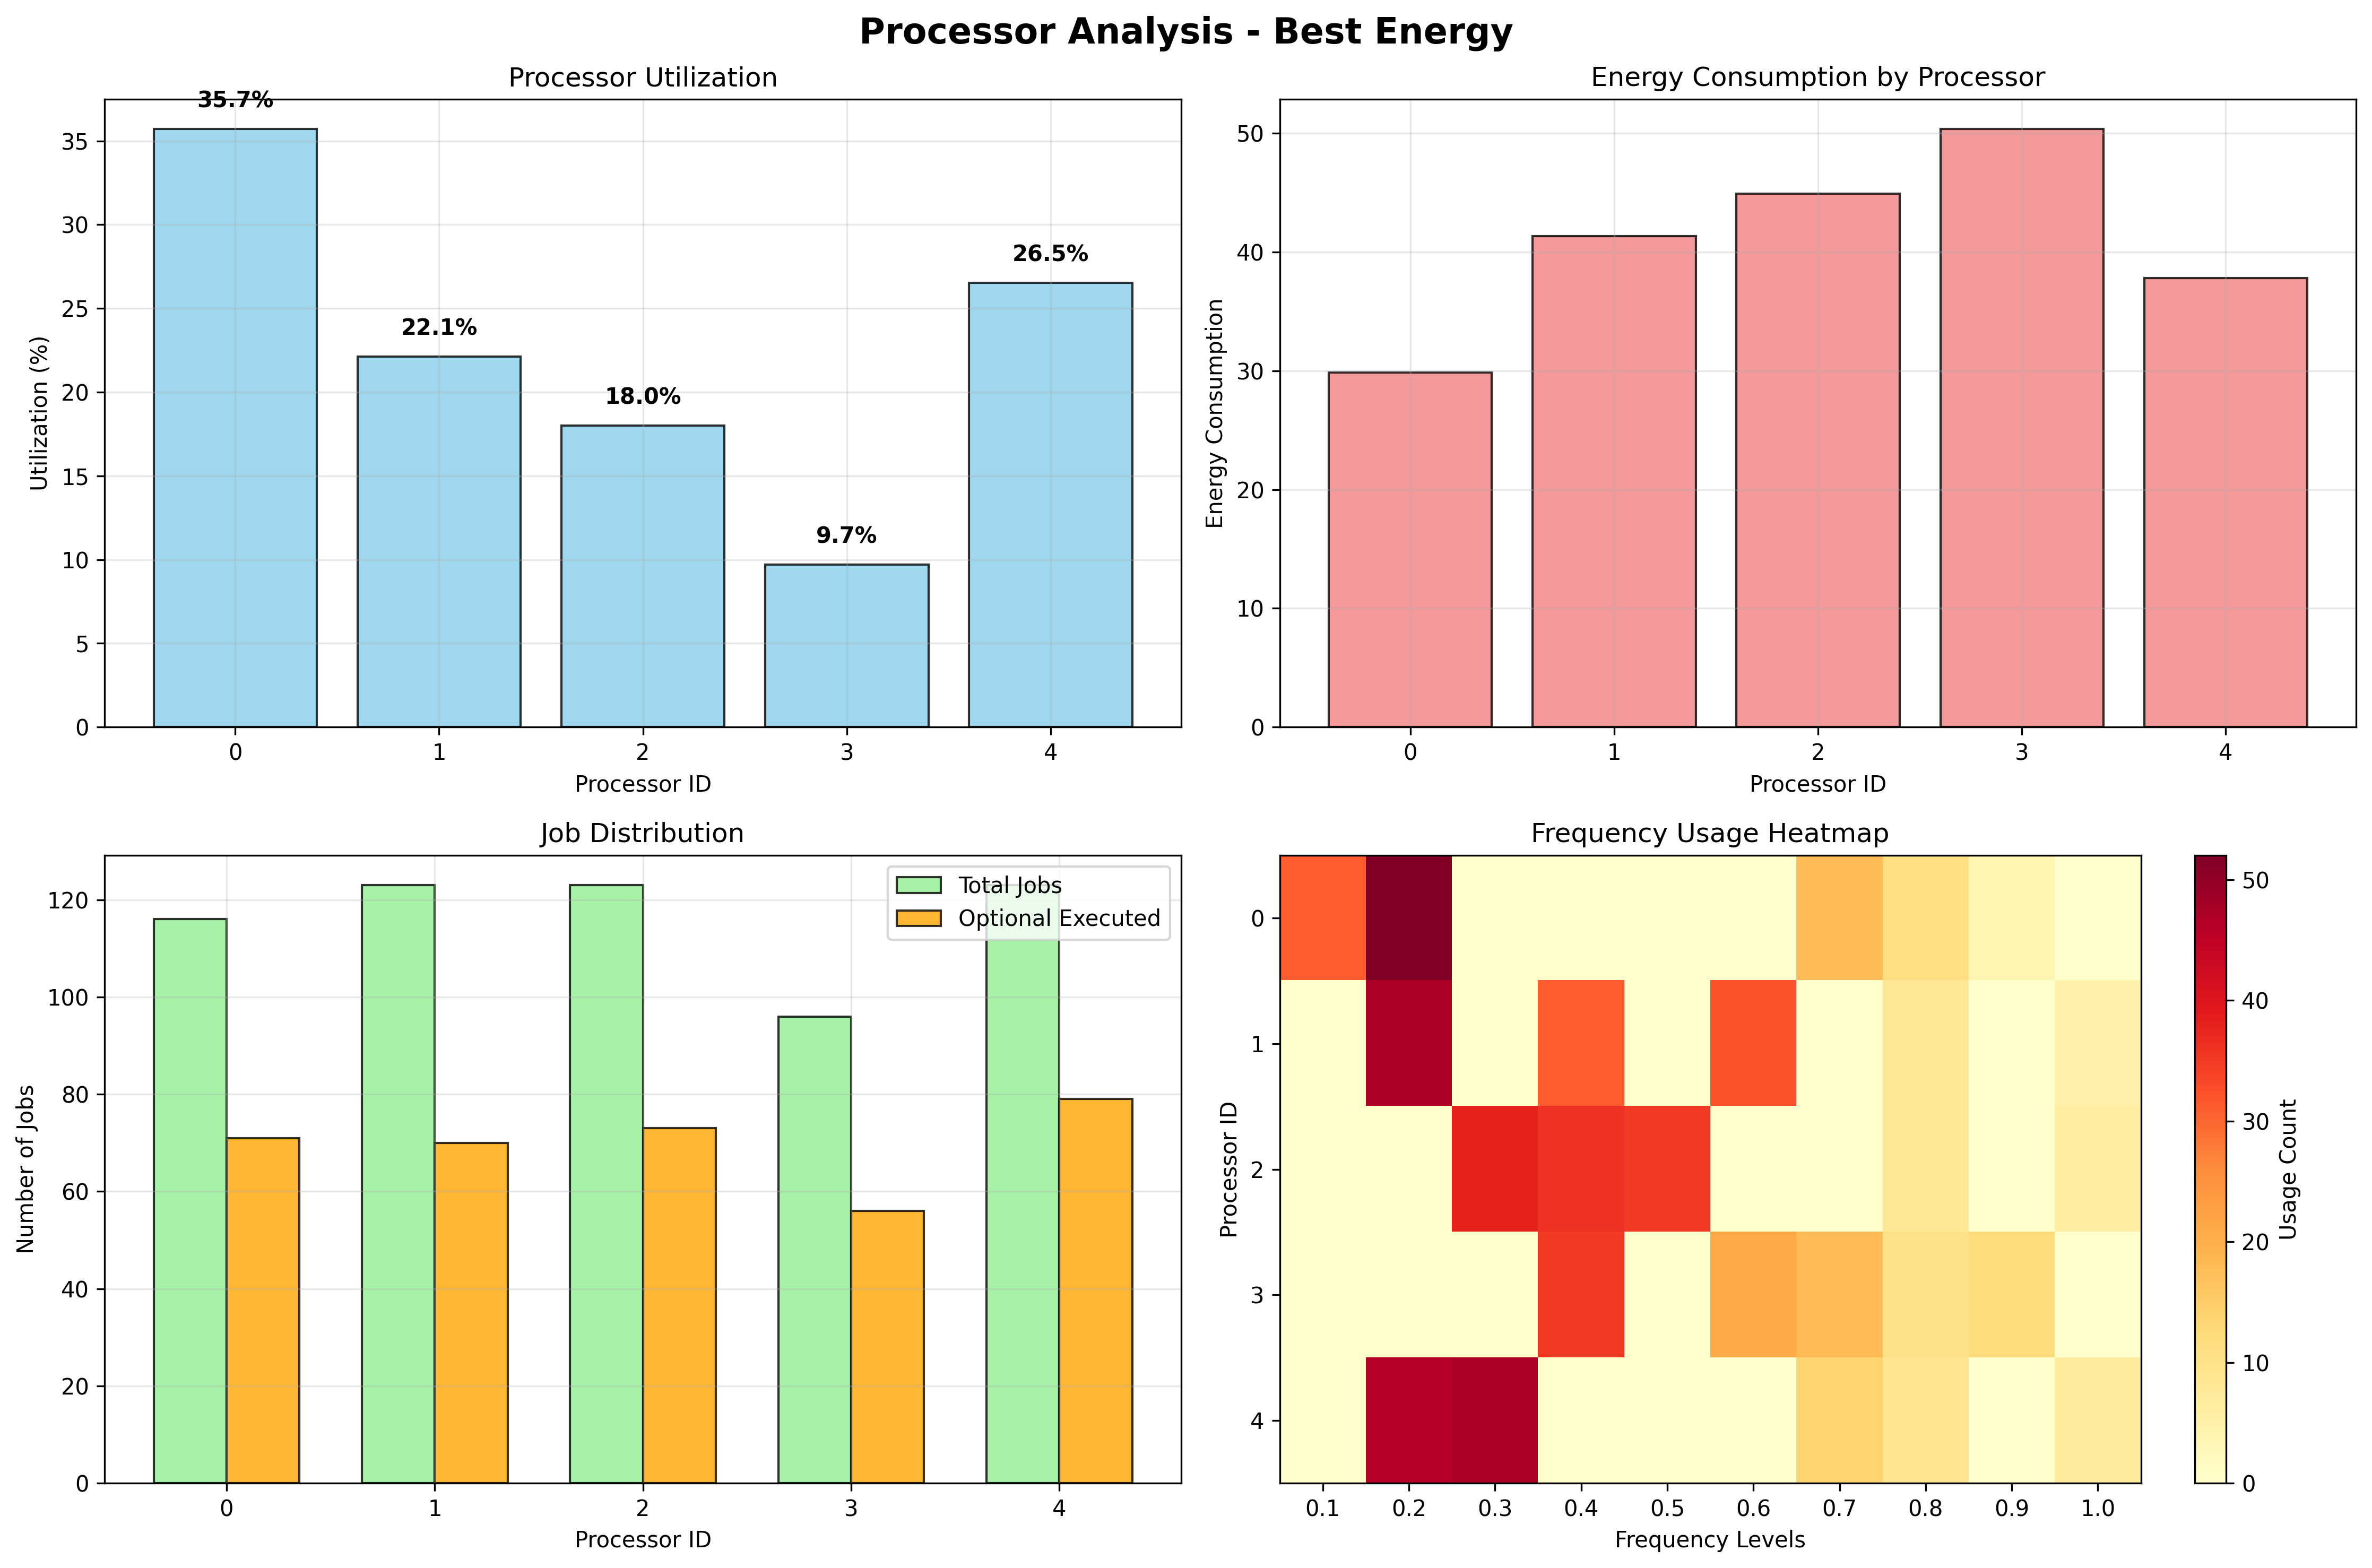 Processor Analysis - Best Energy
Processor Utilization
35.7%
22.1%
18.0%
9.7%
26.5%
35
30
25
20
15
10
5
0
Utilization (%)
0 1 2 3 4
Processor ID
Energy Consumption by Processor
50
40
30
20
10
0
Energy Consumption
0 1 2 3 4
Processor ID
Job Distribution
Total Jobs
Optional Executed
120
100
80
60
40
20
0
Number of Jobs
0 1 2 3 4
Processor ID
Frequency Usage Heatmap
0
1
2
3
4
Processor ID
0.1 0.2 0.3 0.4 0.5 0.6 0.7 0.8 0.9 1.0
Frequency Levels
50
40
30
20
10
0
Usage Count